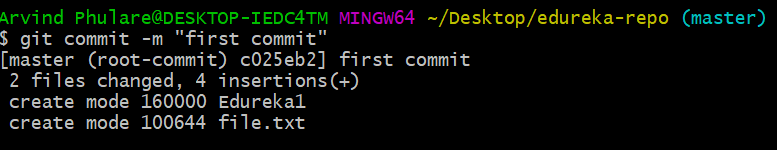 Arvind Phulare@DESKTOP-IEDC4TM MINGW64 ~/Desktop/edureka-repo (master)
$ git commit -m "first commit"
[master (root-commit) c025eb2] first commit
 2 files changed, 4 insertions(+)
 create mode 160000 Edureka1
 create mode 100644 file.txt